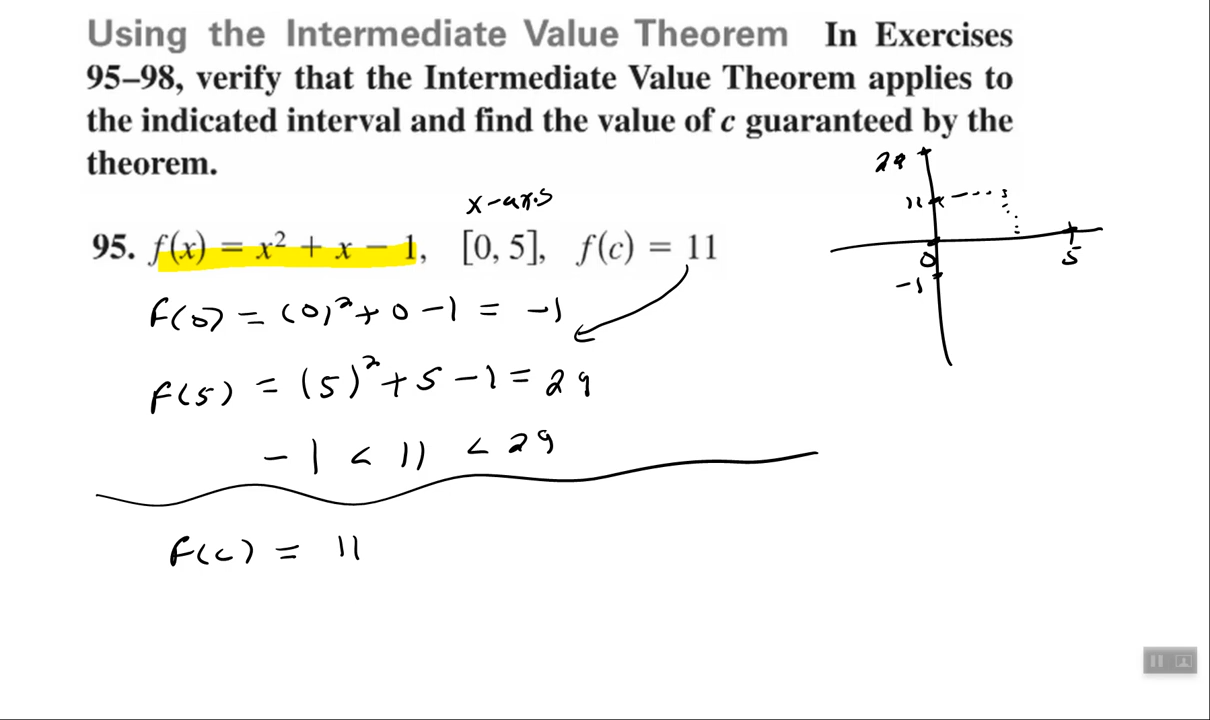 Using the Intermediate Value Theorem In Exercises
95–98, verify that the Intermediate Value Theorem applies to
the indicated interval and find the value of c guaranteed by the
theorem.
x-axis
95. f(x) = x² + x − 1, [0, 5], f(c) = 11
f(0) = (0)² + 0 − 1 = −1
f(5) = (5)² + 5 − 1 = 29
−1 < 11 < 29
f(c) = 11
29
11
0
5
−1